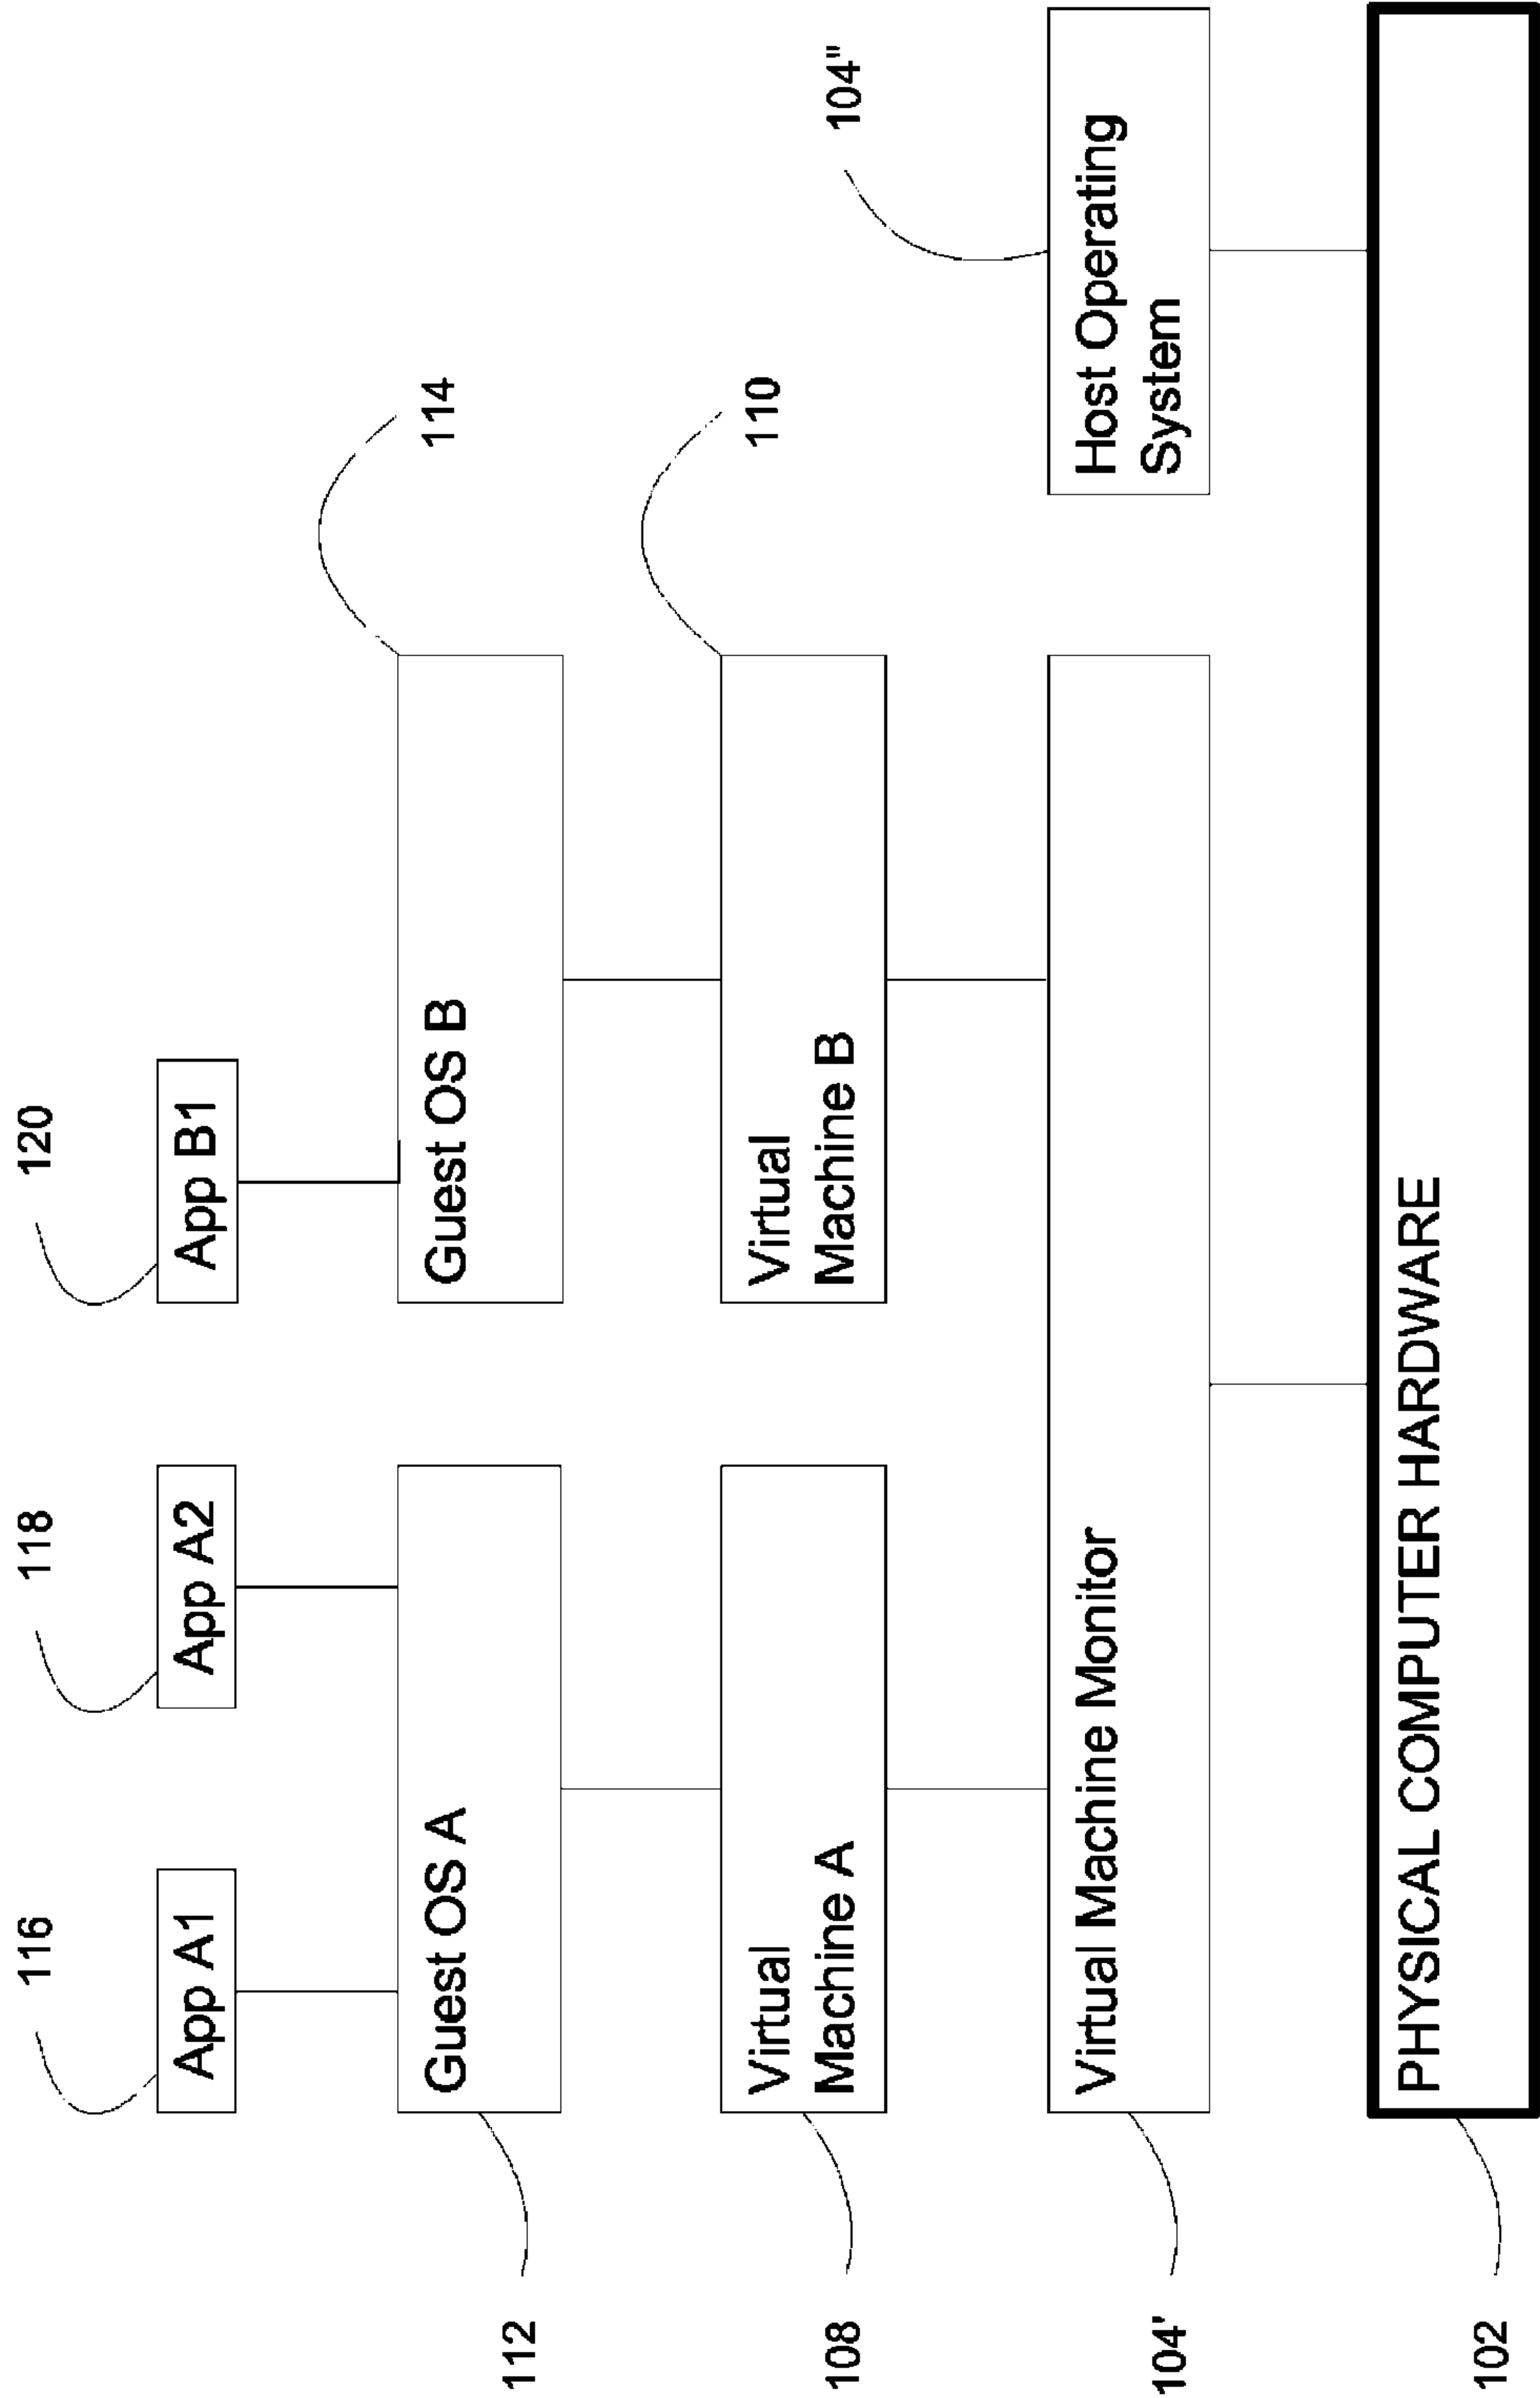 116
118
120
App A1
App A2
App B1
114
112
Guest OS A
Guest OS B
110
108
Virtual
Machine A
Virtual
Machine B
104"
104'
Virtual Machine Monitor
Host Operating
System
102
PHYSICAL COMPUTER HARDWARE